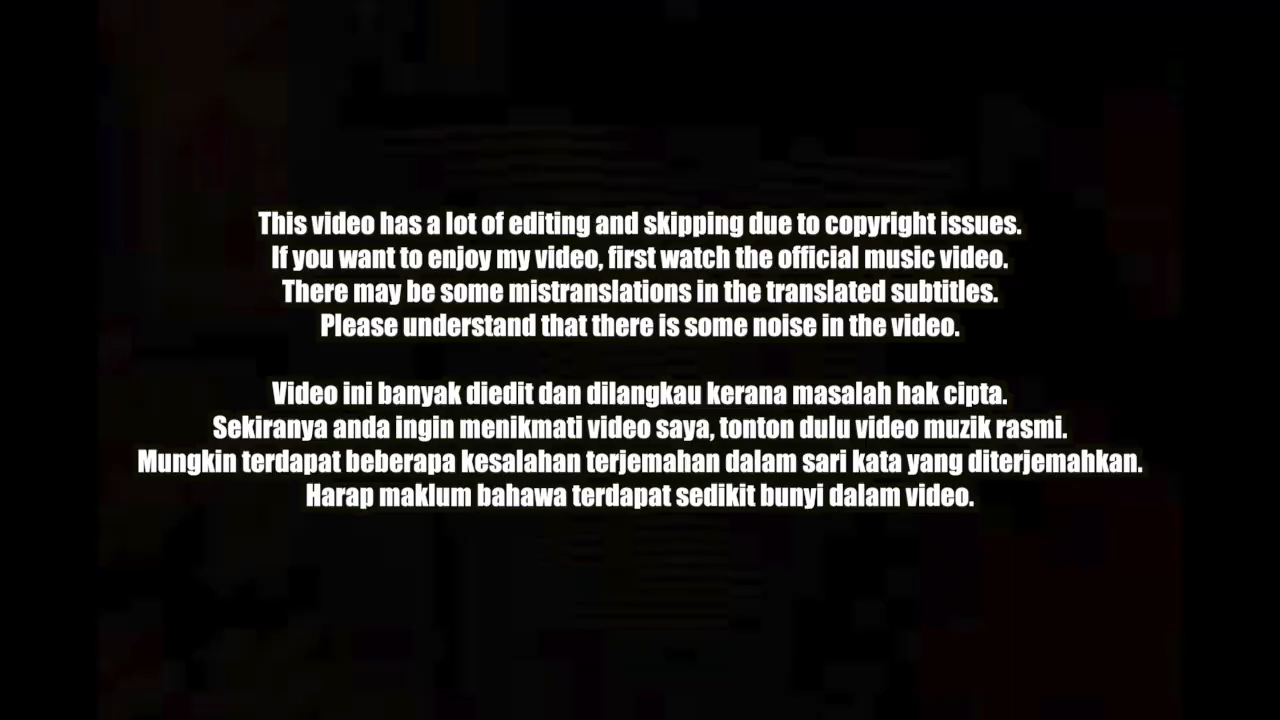 This video has a lot of editing and skipping due to copyright issues.
If you want to enjoy my video, first watch the official music video.
There may be some mistranslations in the translated subtitles.
Please understand that there is some noise in the video.
Video ini banyak diedit dan dilangkau kerana masalah hak cipta.
Sekiranya anda ingin menikmati video saya, tonton dulu video muzik rasmi.
Mungkin terdapat beberapa kesalahan terjemahan dalam sari kata yang diterjemahkan.
Harap maklum bahawa terdapat sedikit bunyi dalam video.